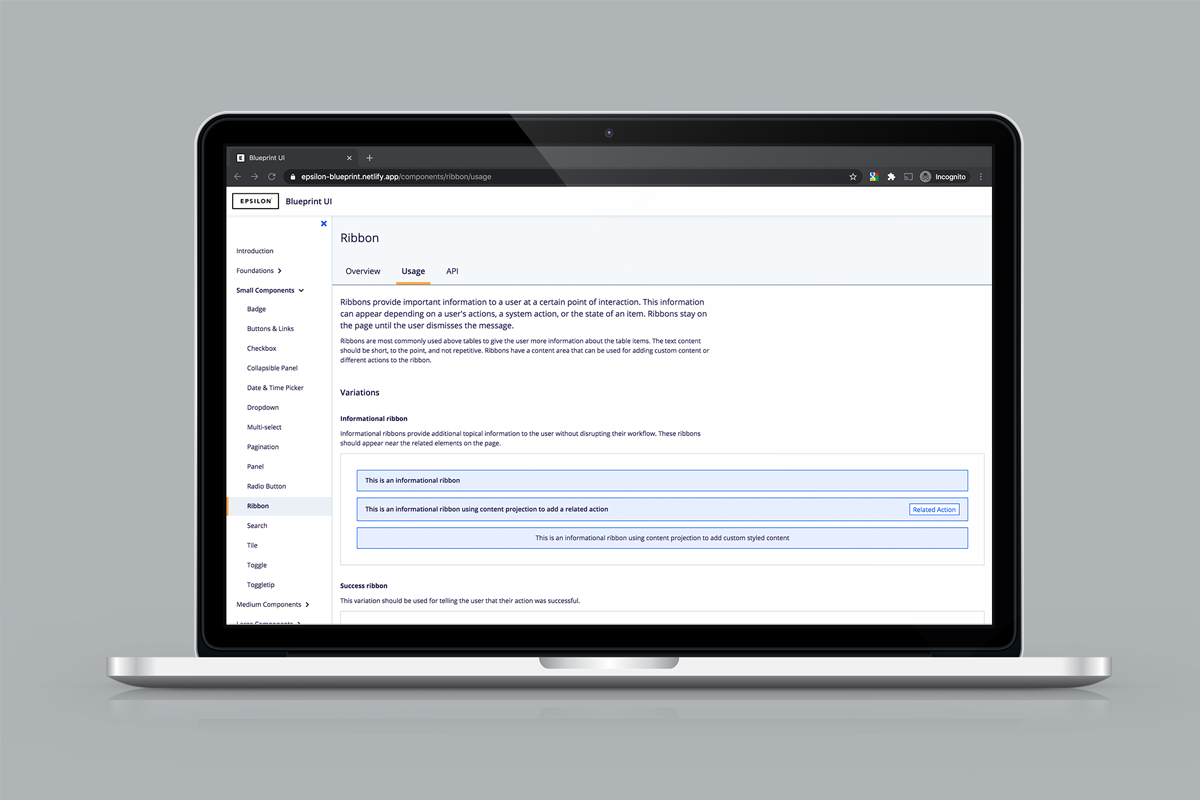 Blueprint UI
epsilon-blueprint.netlify.app/components/ribbon/usage
Incognito
EPSILON
Blueprint UI
Introduction
Foundations
Small Components
Badge
Buttons & Links
Checkbox
Collapsible Panel
Date & Time Picker
Dropdown
Multi-select
Pagination
Panel
Radio Button
Ribbon
Search
Tile
Toggle
Toggletip
Medium Components
Large Components
Ribbon
Overview Usage API
Ribbons provide important information to a user at a certain point of interaction. This information
can appear depending on a user's actions, a system action, or the state of an item. Ribbons stay on
the page until the user dismisses the message.
Ribbons are most commonly used above tables to give the user more information about the table items. The text content
should be short, to the point, and not repetitive. Ribbons have a content area that can be used for adding custom content or
different actions to the ribbon.
Variations
Informational ribbon
Informational ribbons provide additional topical information to the user without disrupting their workflow. These ribbons
should appear near the related elements on the page.
This is an informational ribbon
This is an informational ribbon using content projection to add a related action Related Action
This is an informational ribbon using content projection to add custom styled content
Success ribbon
This variation should be used for telling the user that their action was successful.